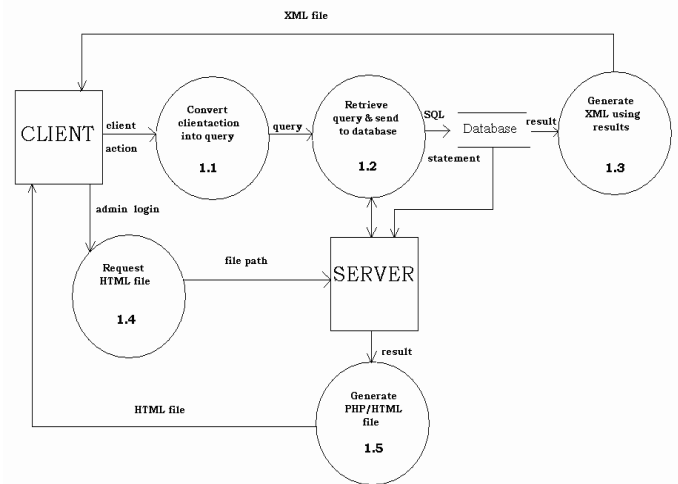 XML file
CLIENT
client
action
Convert
clientaction
into query
1.1
query
Retrieve
query & send
to database
1.2
SQL
statement
Database
result
Generate
XML using
results
1.3
admin login
Request
HTML file
1.4
file path
SERVER
result
Generate
PHP/HTML
file
1.5
HTML file